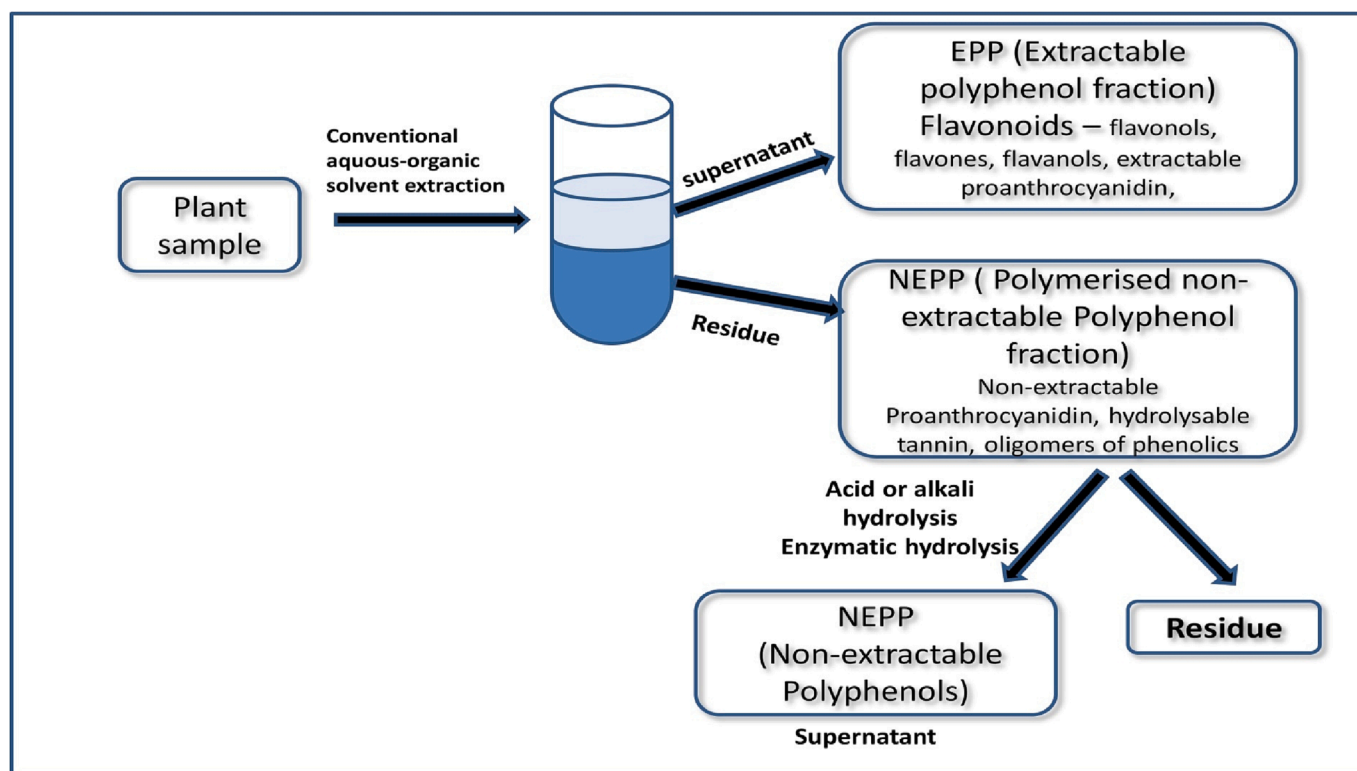 Plant
sample
Conventional
aquous-organic
solvent extraction
supernatant
Residue
EPP (Extractable
polyphenol fraction)
Flavonoids – flavonols,
flavones, flavanols, extractable
proanthrocyanidin,
NEPP ( Polymerised non-
extractable Polyphenol
fraction)
Non-extractable
Proanthrocyanidin, hydrolysable
tannin, oligomers of phenolics
Acid or alkali
hydrolysis
Enzymatic hydrolysis
NEPP
(Non-extractable
Polyphenols)
Supernatant
Residue